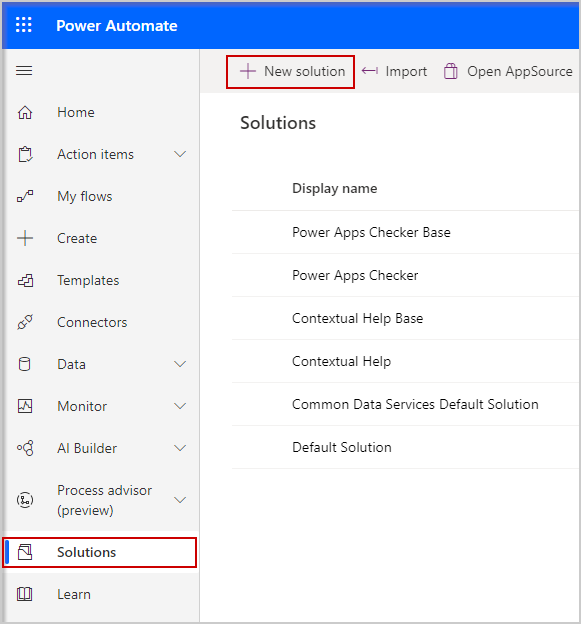 Power Automate
New solution
Import
Open AppSource
Home
Action items
My flows
Create
Templates
Connectors
Data
Monitor
AI Builder
Process advisor
(preview)
Solutions
Learn
Solutions
Display name
Power Apps Checker Base
Power Apps Checker
Contextual Help Base
Contextual Help
Common Data Services Default Solution
Default Solution